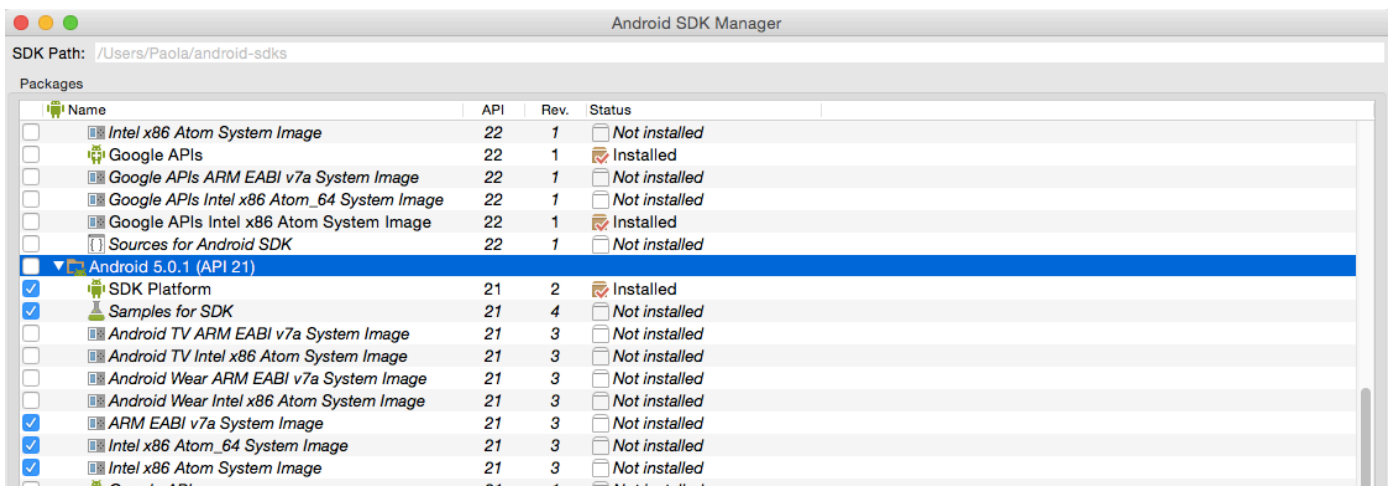 Android SDK Manager
SDK Path: /Users/Paola/android-sdks
Packages
Name API Rev. Status
Intel x86 Atom System Image 22 1 Not installed
Google APIs 22 1 Installed
Google APIs ARM EABI v7a System Image 22 1 Not installed
Google APIs Intel x86 Atom_64 System Image 22 1 Not installed
Google APIs Intel x86 Atom System Image 22 1 Installed
Sources for Android SDK 22 1 Not installed
Android 5.0.1 (API 21)
SDK Platform 21 2 Installed
Samples for SDK 21 4 Not installed
Android TV ARM EABI v7a System Image 21 3 Not installed
Android TV Intel x86 Atom System Image 21 3 Not installed
Android Wear ARM EABI v7a System Image 21 3 Not installed
Android Wear Intel x86 Atom System Image 21 3 Not installed
ARM EABI v7a System Image 21 3 Not installed
Intel x86 Atom_64 System Image 21 3 Not installed
Intel x86 Atom System Image 21 3 Not installed